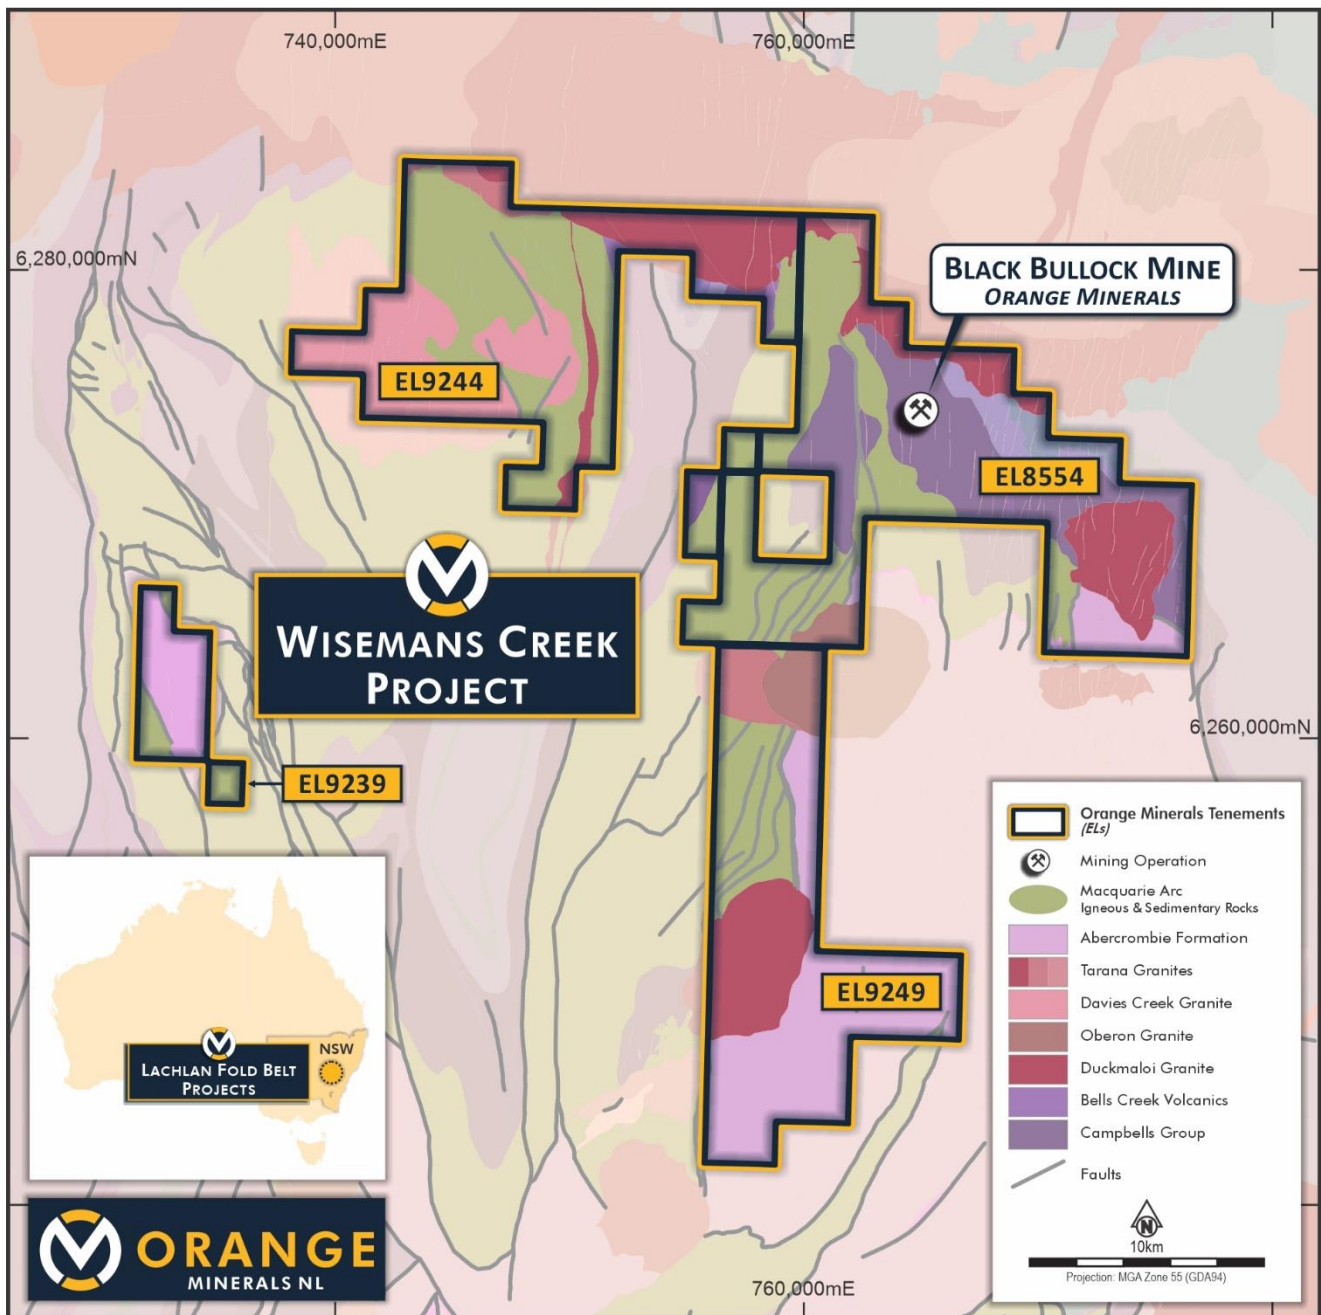 740,000mE
760,000mE
6,280,000mN
BLACK BULLOCK MINE
ORANGE MINERALS
EL9244
EL8554
WISEMANS CREEK
PROJECT
6,260,000mN
EL9239
Orange Minerals Tenements
(ELs)
Mining Operation
Macquarie Arc
Igneous & Sedimentary Rocks
Abercrombie Formation
Tarana Granites
Davies Creek Granite
Oberon Granite
Duckmaloi Granite
Bells Creek Volcanics
Campbells Group
Faults
N
10km
Projection: MGA Zone 55 (GDA94)
EL9249
NSW
LACHLAN FOLD BELT
PROJECTS
ORANGE
MINERALS NL
760,000mE